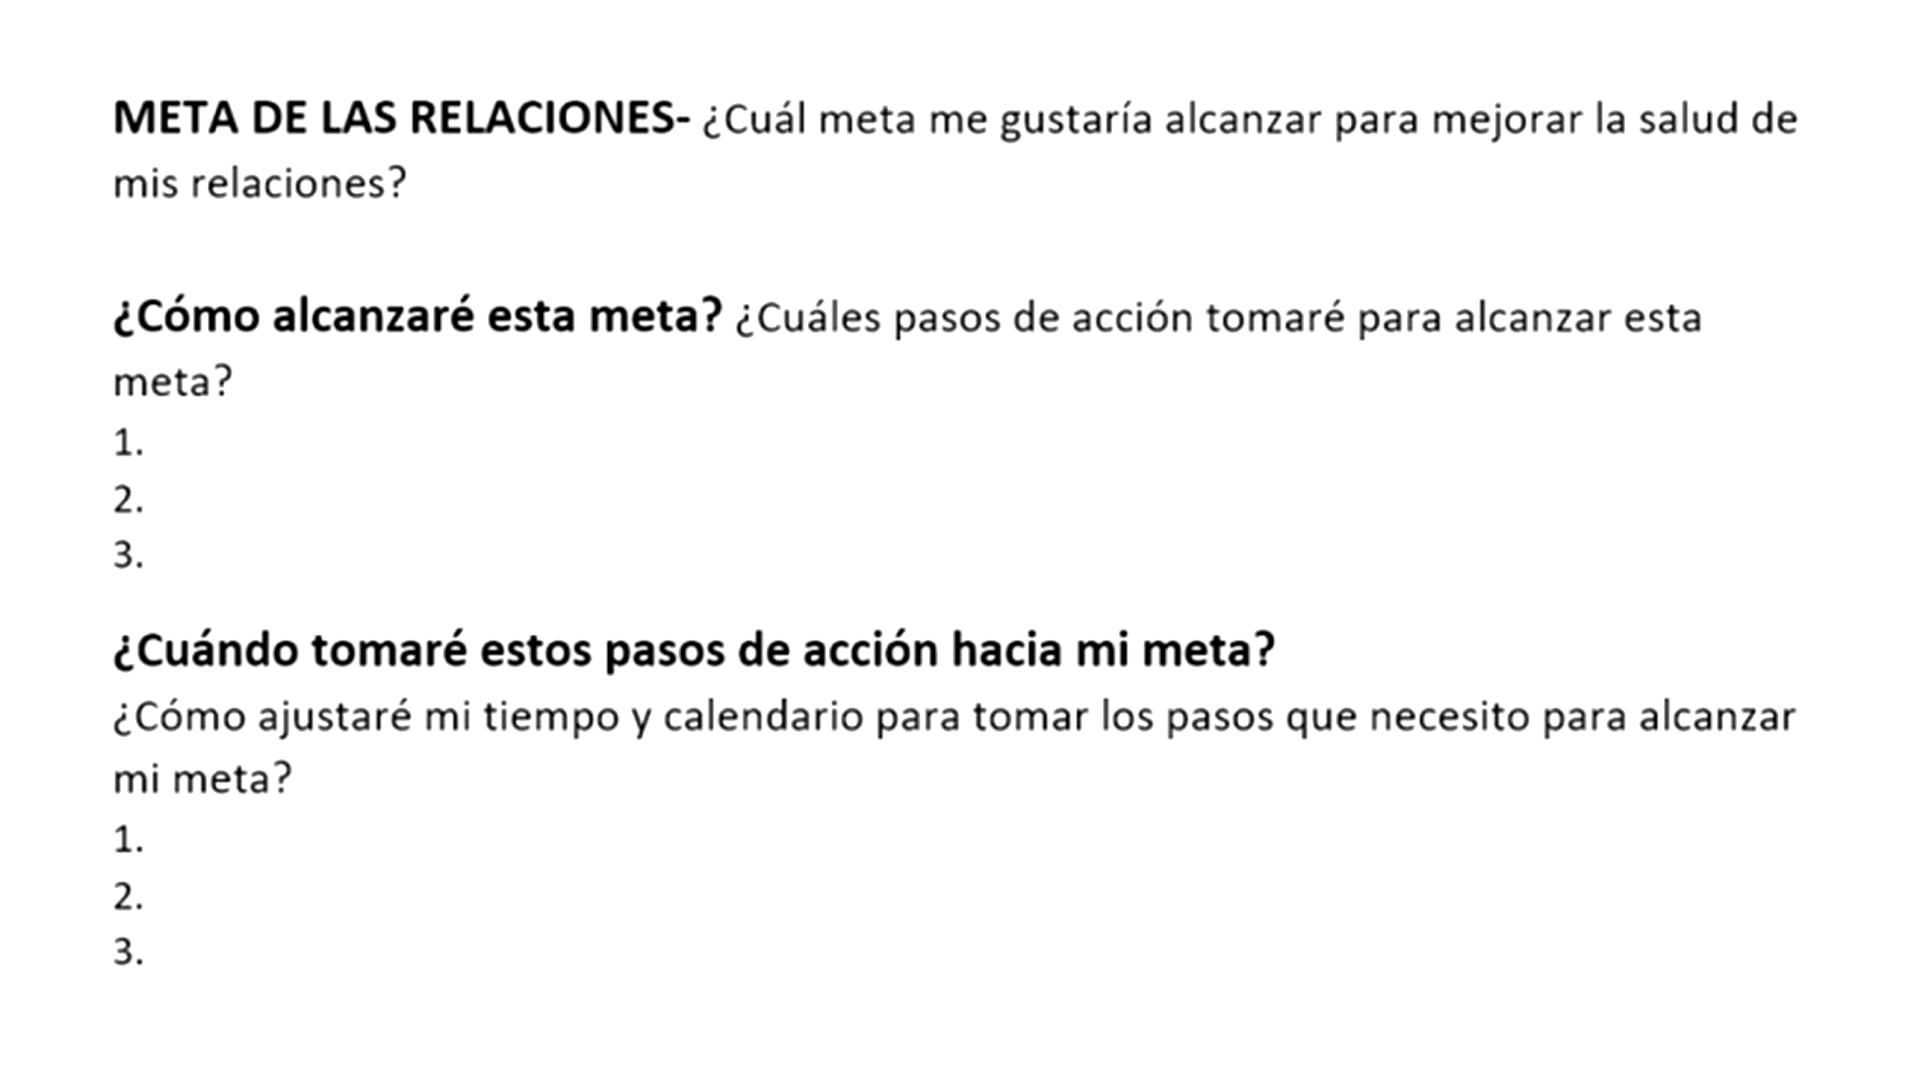 META DE LAS RELACIONES- ¿Cuál meta me gustaría alcanzar para mejorar la salud de
mis relaciones?
¿Cómo alcanzaré esta meta? ¿Cuáles pasos de acción tomaré para alcanzar esta
meta?
1.
2.
3.
¿Cuándo tomaré estos pasos de acción hacia mi meta?
¿Cómo ajustaré mi tiempo y calendario para tomar los pasos que necesito para alcanzar
mi meta?
1.
2.
3.